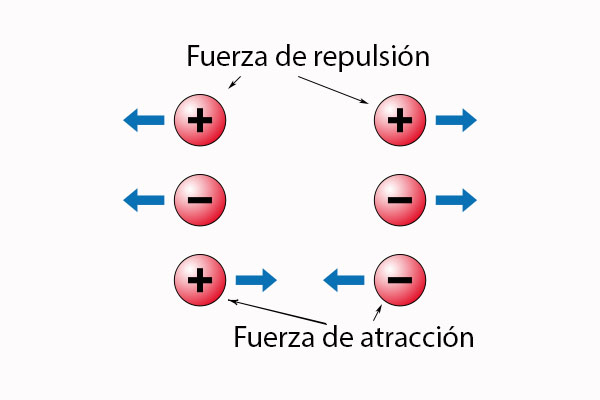 Fuerza de repulsión
+ +
− −
+ −
Fuerza de atracción